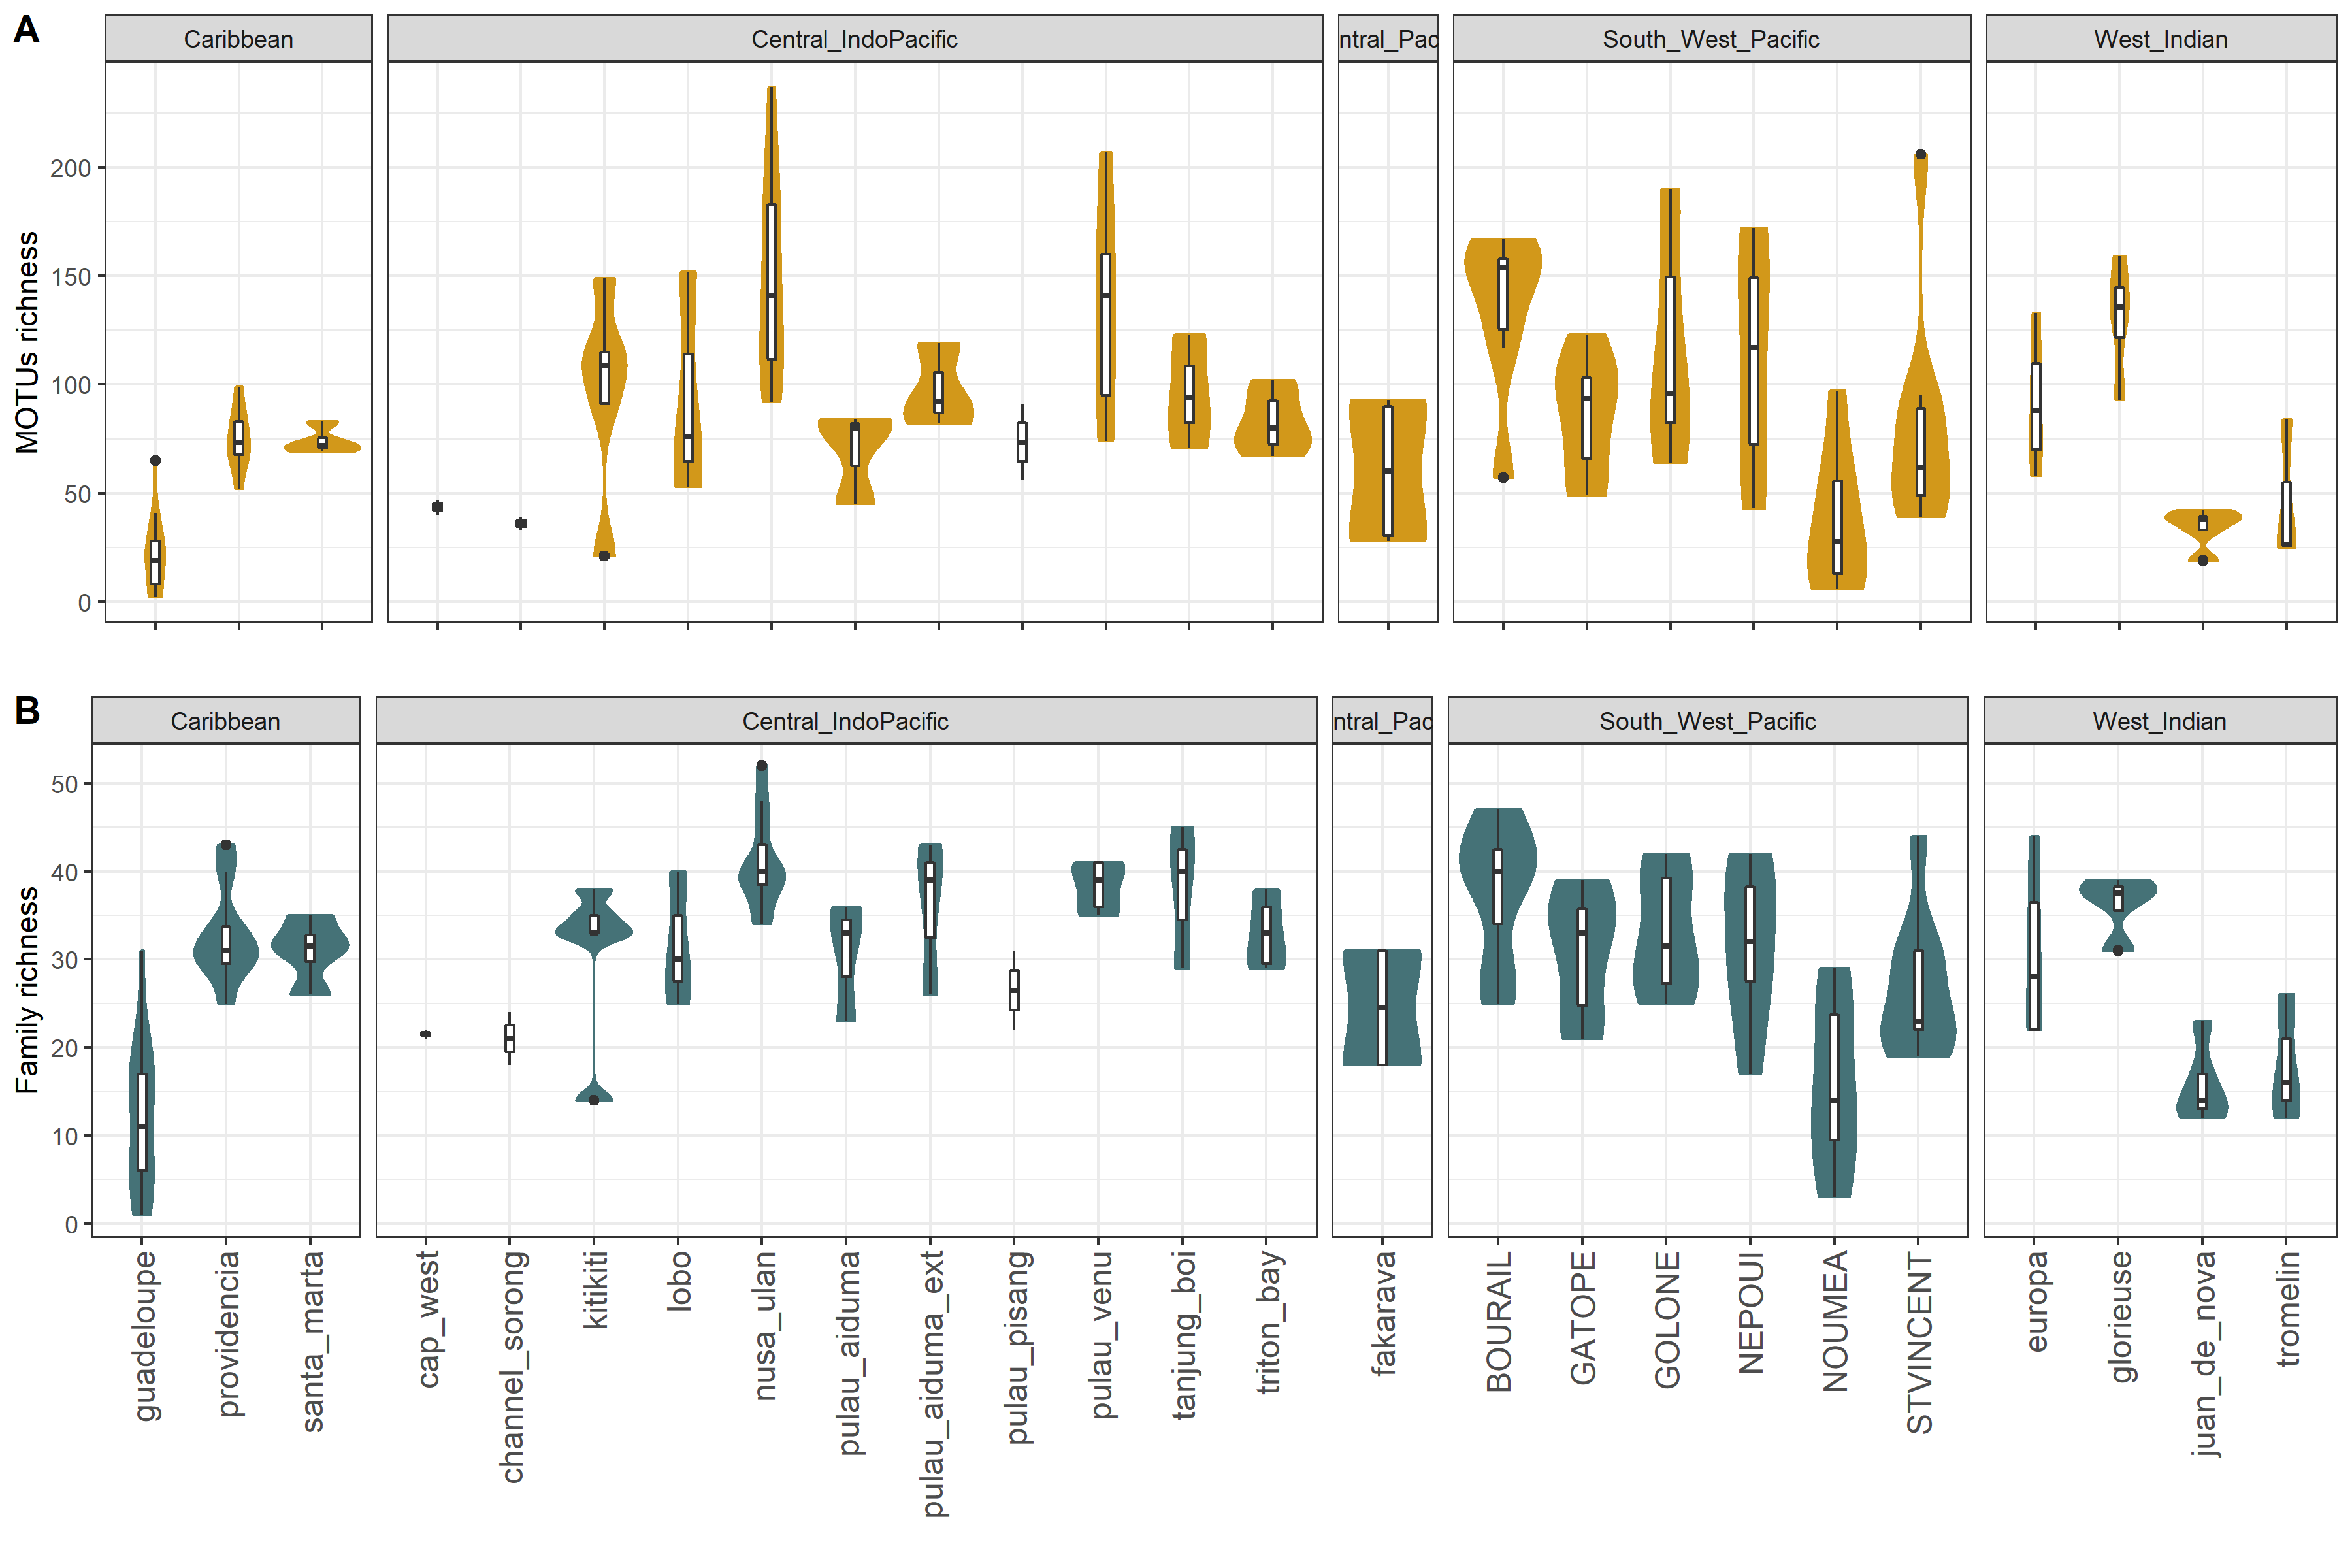 A
Caribbean Central_IndoPacific ntral_Pac South_West_Pacific West_Indian
MOTUs richness
200
150
100
50
0
B
Caribbean Central_IndoPacific ntral_Pac South_West_Pacific West_Indian
Family richness
50
40
30
20
10
0
guadeloupe
providencia
santa_marta
cap_west
channel_sorong
kitikiti
lobo
nusa_ulan
pulau_aiduma
pulau_aiduma_ext
pulau_pisang
pulau_venu
tanjung_boi
triton_bay
fakarava
BOURAIL
GATOPE
GOLONE
NEPOUI
NOUMEA
STVINCENT
europa
glorieuse
juan_de_nova
tromelin